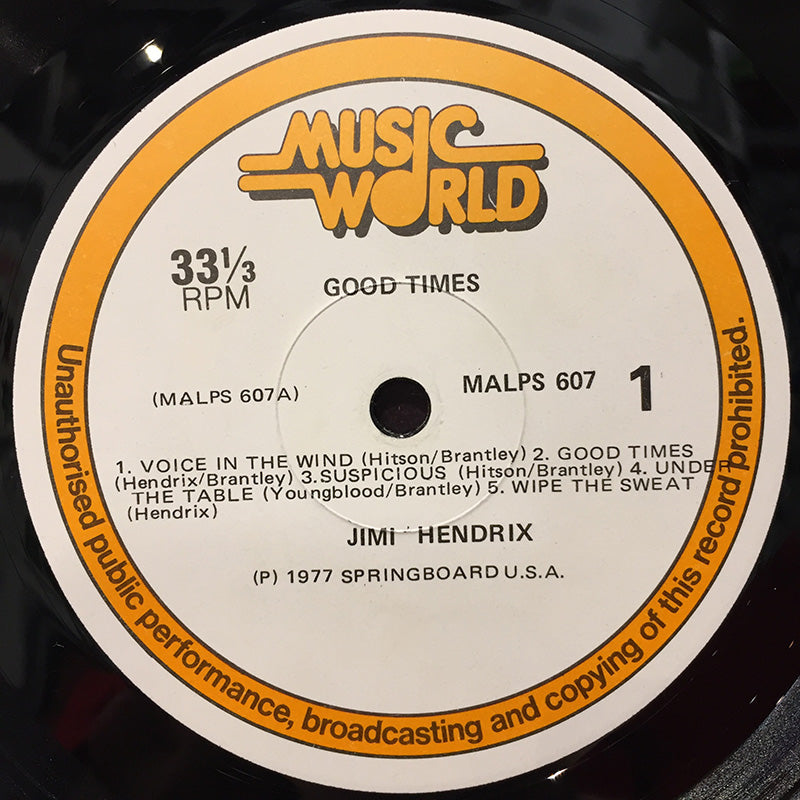 MUSIC
WORLD
33⅓
RPM
GOOD TIMES
(MALPS 607A)
MALPS 607
1
1. VOICE IN THE WIND (Hitson/Brantley) 2. GOOD TIMES
(Hendrix/Brantley) 3.SUSPICIOUS (Hitson/Brantley) 4. UNDER
THE TABLE (Youngblood/Brantley) 5. WIPE THE SWEAT
(Hendrix)
JIMI HENDRIX
(P) 1977 SPRINGBOARD U.S.A.
Unauthorised public performance, broadcasting and copying of this record prohibited.